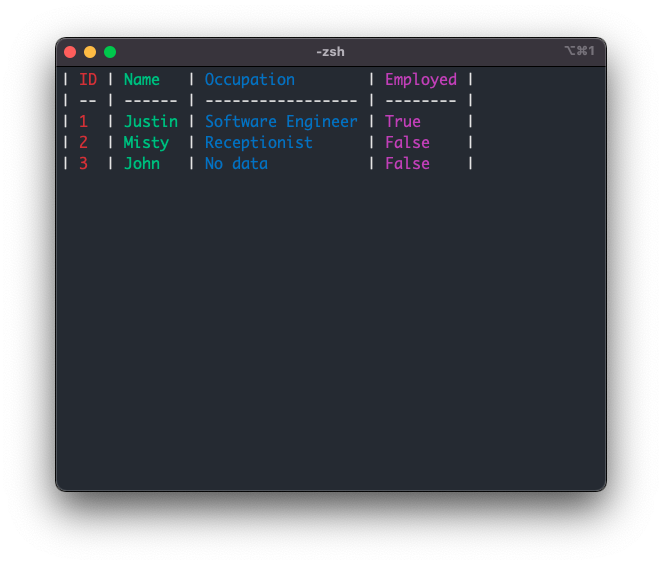 -zsh ⌥⌘1
| ID | Name   | Occupation        | Employed |
| -- | ------ | ----------------- | -------- |
| 1  | Justin | Software Engineer | True     |
| 2  | Misty  | Receptionist      | False    |
| 3  | John   | No data           | False    |